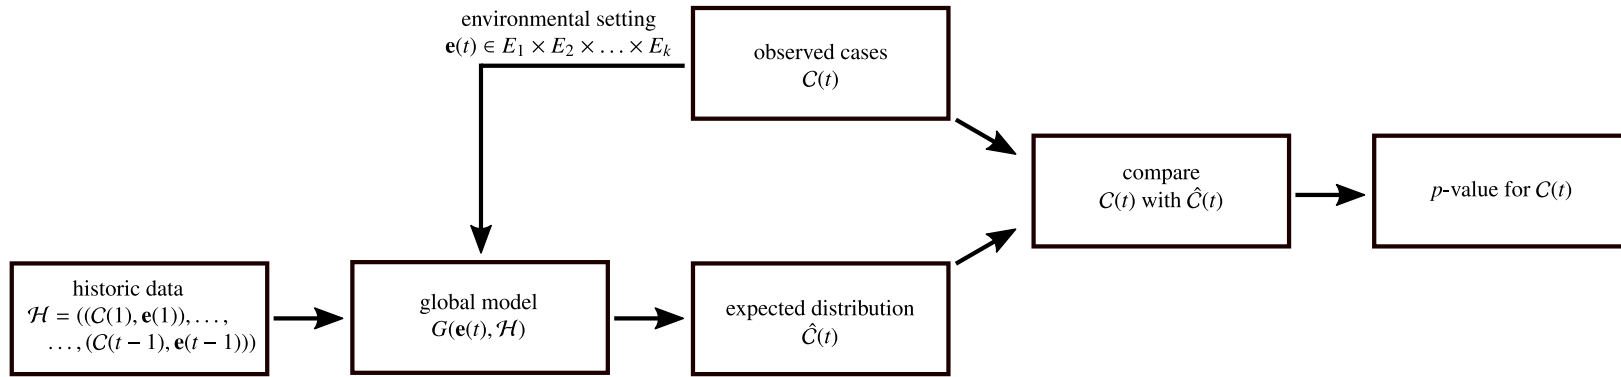 environmental setting
e(t) ∈ E₁ × E₂ × … × Eₖ
observed cases
C(t)
compare
C(t) with Ĉ(t)
p-value for C(t)
historic data
ℋ = ((C(1), e(1)), …,
…, (C(t − 1), e(t − 1)))
global model
G(e(t), ℋ)
expected distribution
Ĉ(t)